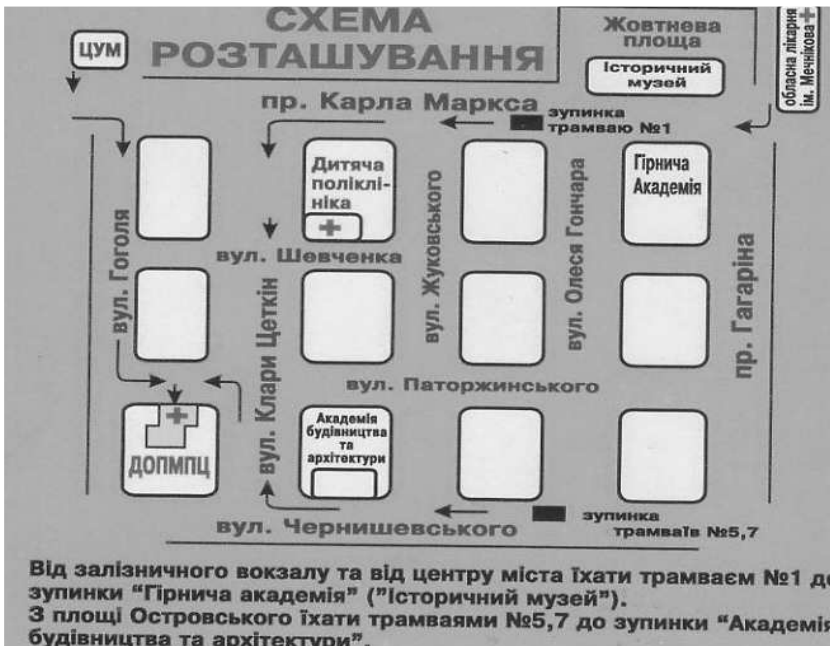 СХЕМА
РОЗТАШУВАННЯ
ЦУМ
Жовтнева
площа
Історичний
музей
обласна лікарня
ім. Мечнікова
пр. Карла Маркса
зупинка
трамваю №1
Дитяча
поліклі-
ніка
Гірнича
Академія
вул. Гоголя
вул. Шевченка
вул. Клари Цеткін
вул. Жуковського
вул. Олеся Гончара
пр. Гагаріна
вул. Паторжинського
ДОПМПЦ
Академія
будівництва
та
архітектури
вул. Чернишевського
зупинка
трамваїв №5,7
Від залізничного вокзалу та від центру міста їхати трамваєм №1 до
зупинки “Гірнича академія” (”Історичний музей”).
З площі Островського їхати трамваями №5,7 до зупинки “Академія
будівництва та архітектури”.